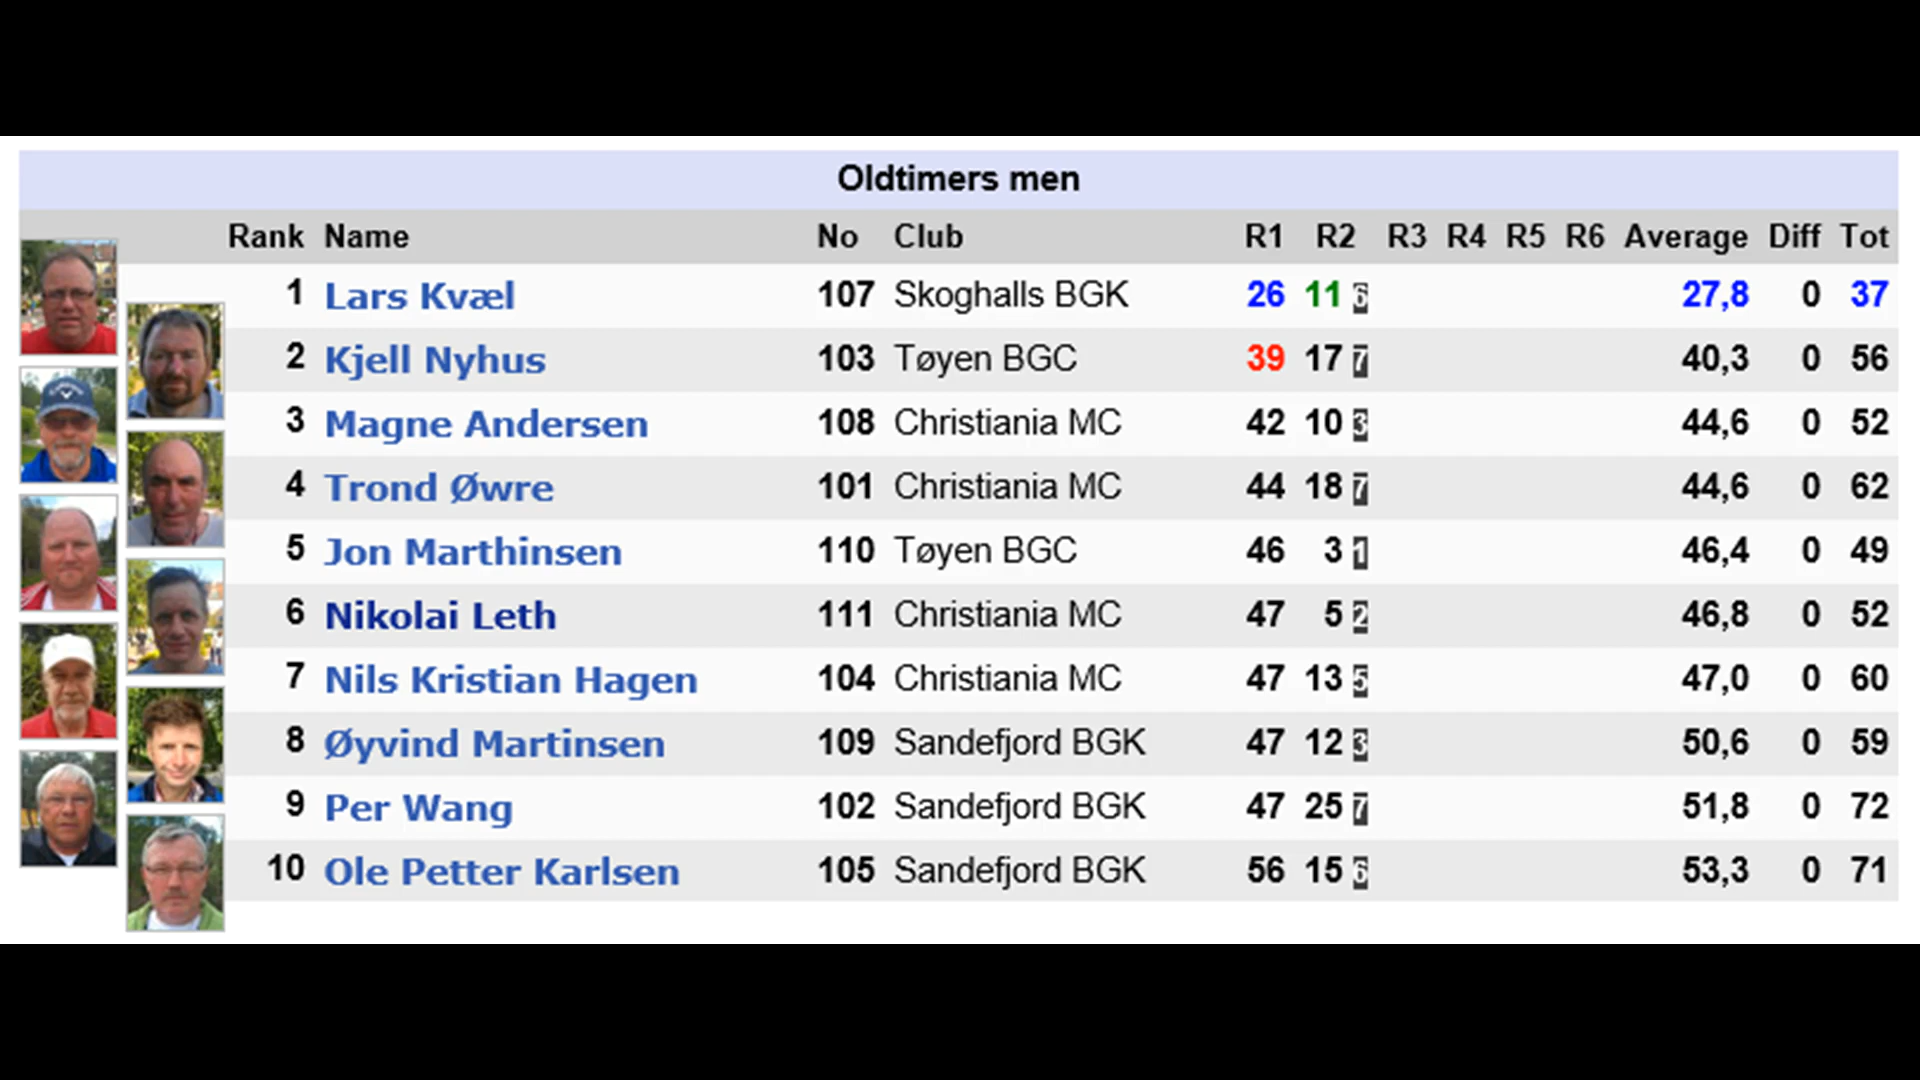 Oldtimers men
Rank Name No Club R1 R2 R3 R4 R5 R6 Average Diff Tot
1 Lars Kvæl 107 Skoghalls BGK 26 11 6 27,8 0 37
2 Kjell Nyhus 103 Tøyen BGC 39 17 7 40,3 0 56
3 Magne Andersen 108 Christiania MC 42 10 3 44,6 0 52
4 Trond Øwre 101 Christiania MC 44 18 7 44,6 0 62
5 Jon Marthinsen 110 Tøyen BGC 46 3 1 46,4 0 49
6 Nikolai Leth 111 Christiania MC 47 5 2 46,8 0 52
7 Nils Kristian Hagen 104 Christiania MC 47 13 5 47,0 0 60
8 Øyvind Martinsen 109 Sandefjord BGK 47 12 3 50,6 0 59
9 Per Wang 102 Sandefjord BGK 47 25 7 51,8 0 72
10 Ole Petter Karlsen 105 Sandefjord BGK 56 15 6 53,3 0 71